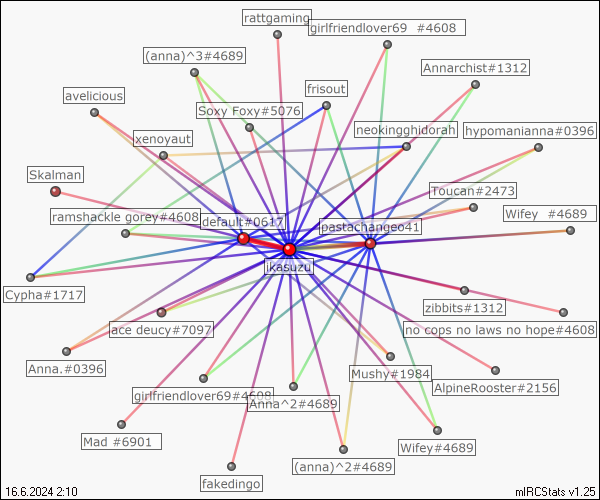 rattgaming
girlfriendlover69 #4608
(anna)^3#4689
Annarchist#1312
avelicious
frisout
Soxy Foxy#5076
neokingghidorah
xenoyaut
hypomanianna#0396
Skalman
Toucan#2473
ramshackle gorey#4608
default#0617
Wifey #4689
pastachangeo41
jkasuzu
Cypha#1717
zibbits#1312
ace deucy#7097
no cops no laws no hope#4608
Anna.#0396
Mushy#1984
AlpineRooster#2156
girlfriendlover69#4608
Anna^2#4689
Mad #6901
Wifey#4689
(anna)^2#4689
fakedingo
16.6.2024 2:10
mIRCStats v1.25